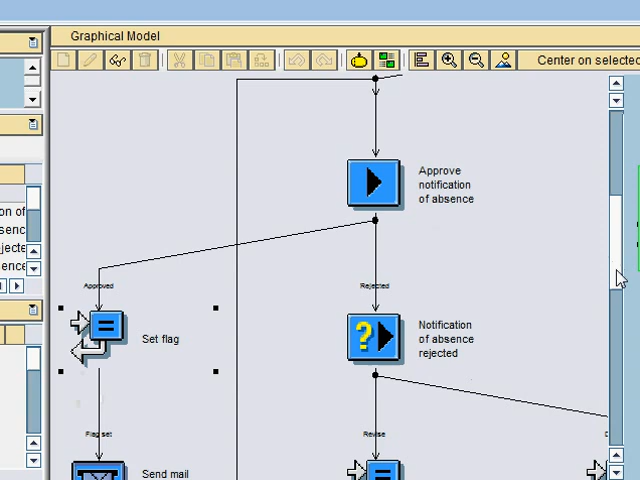 Graphical Model
Center on selected
Approve
notification
of absence
Approved
Rejected
Set flag
Notification
of absence
rejected
Flag set
Revise
Send mail